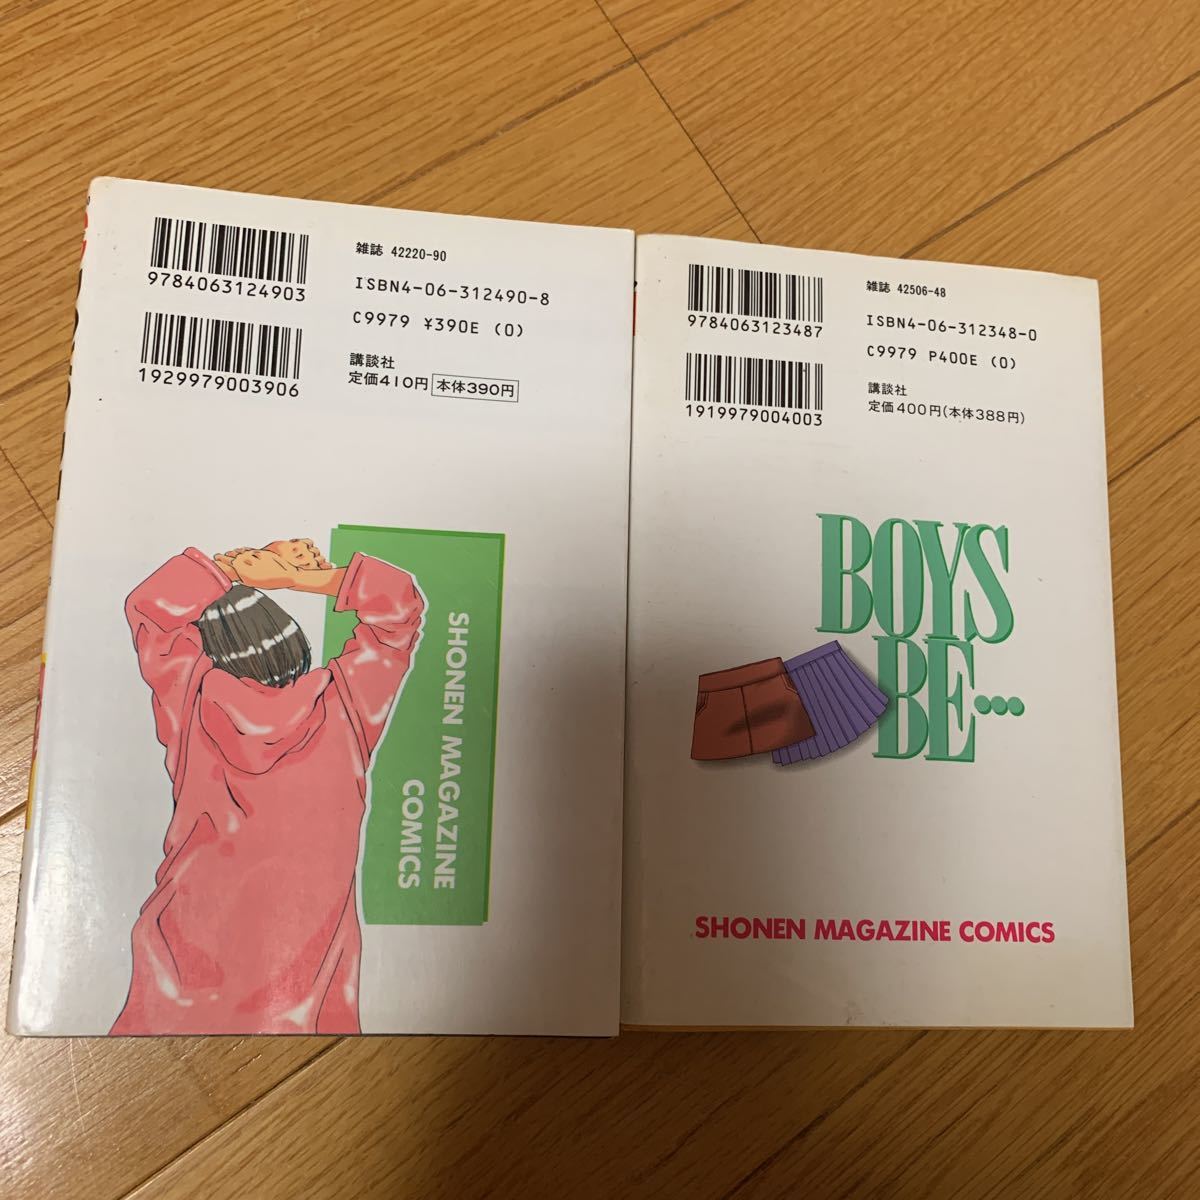 9784063124903
雑誌 42220-90
ISBN4-06-312490-8
C9979 ¥390E (0)
1929979003906
講談社
定価410円 本体390円
SHONEN MAGAZINE
COMICS
9784063123487
雑誌 42506-48
ISBN4-06-312348-0
C9979 P400E (0)
1919979004003
講談社
定価400円(本体388円)
BOYS
BE…
SHONEN MAGAZINE COMICS